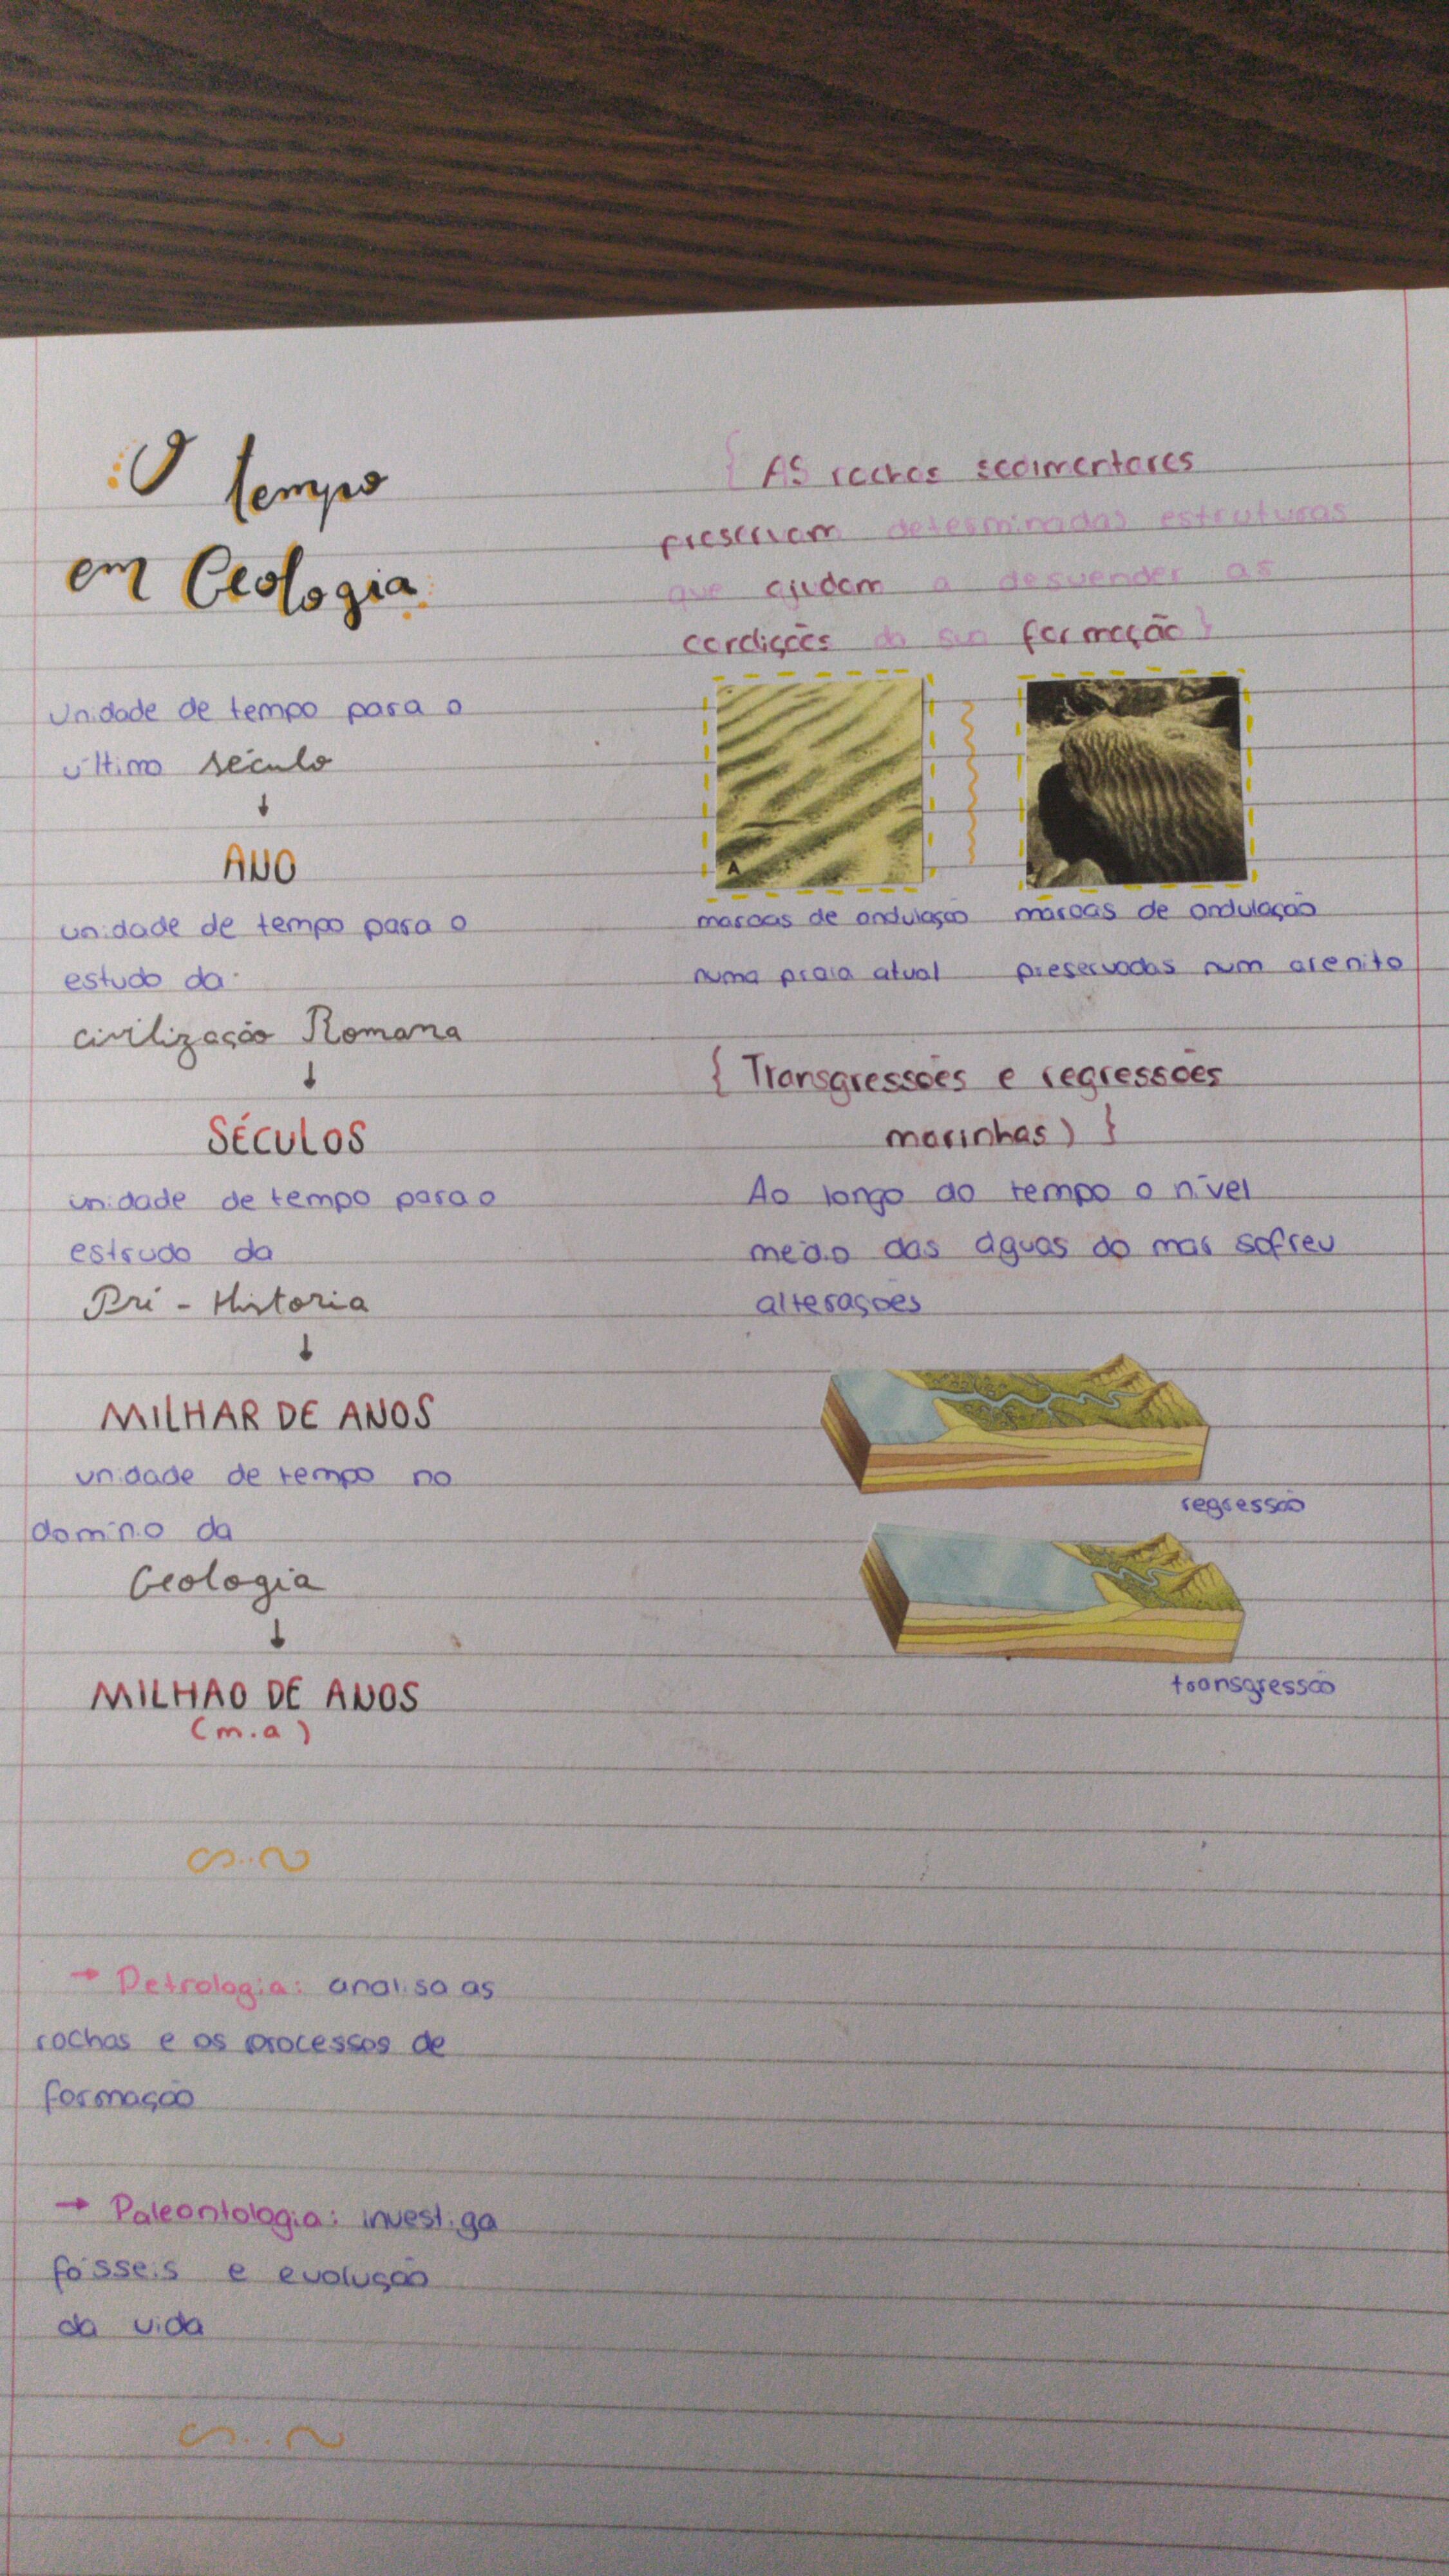 O tempo
em Geologia
Unidade de tempo para o
último século
↓
ANO
unidade de tempo para o
estudo da
civilização Romana
↓
SÉCULOS
unidade de tempo para o
estrudo da
Pré - História
↓
MILHAR DE ANOS
unidade de tempo no
domínio da
Geologia
↓
MILHAO DE ANOS
(m.a)
→ Petrologia: analisa as
rochas e os processos de
formação
→ Paleontologia: investiga
fósseis e evolução
da vida
{ AS rochas sedimentares
preservam determinadas estruturas
que ajudam a desvender as
condições da sua formação }
A
marcas de ondulação
numa praia atual
marcas de ondulação
preservadas num arenito
{ Transgressões e regressões
marinhas) }
Ao longo do tempo o nível
médio das águas do mar sofreu
alterações
regressão
transgressão